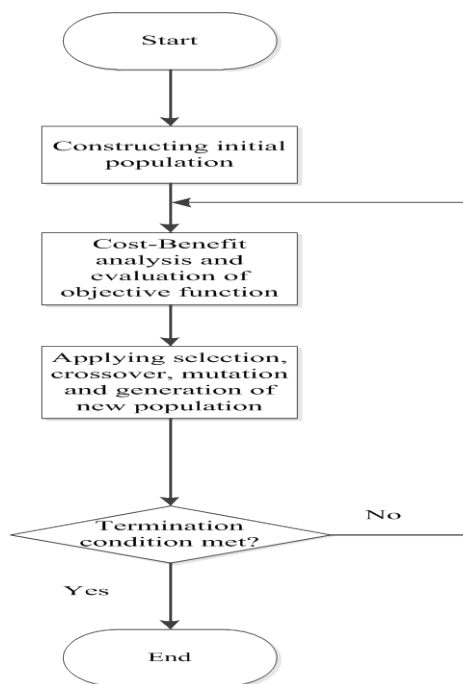 Start
Constructing initial
population
Cost-Benefit
analysis and
evaluation of
objective function
Applying selection,
crossover, mutation
and generation of
new population
Termination
condition met?
No
Yes
End